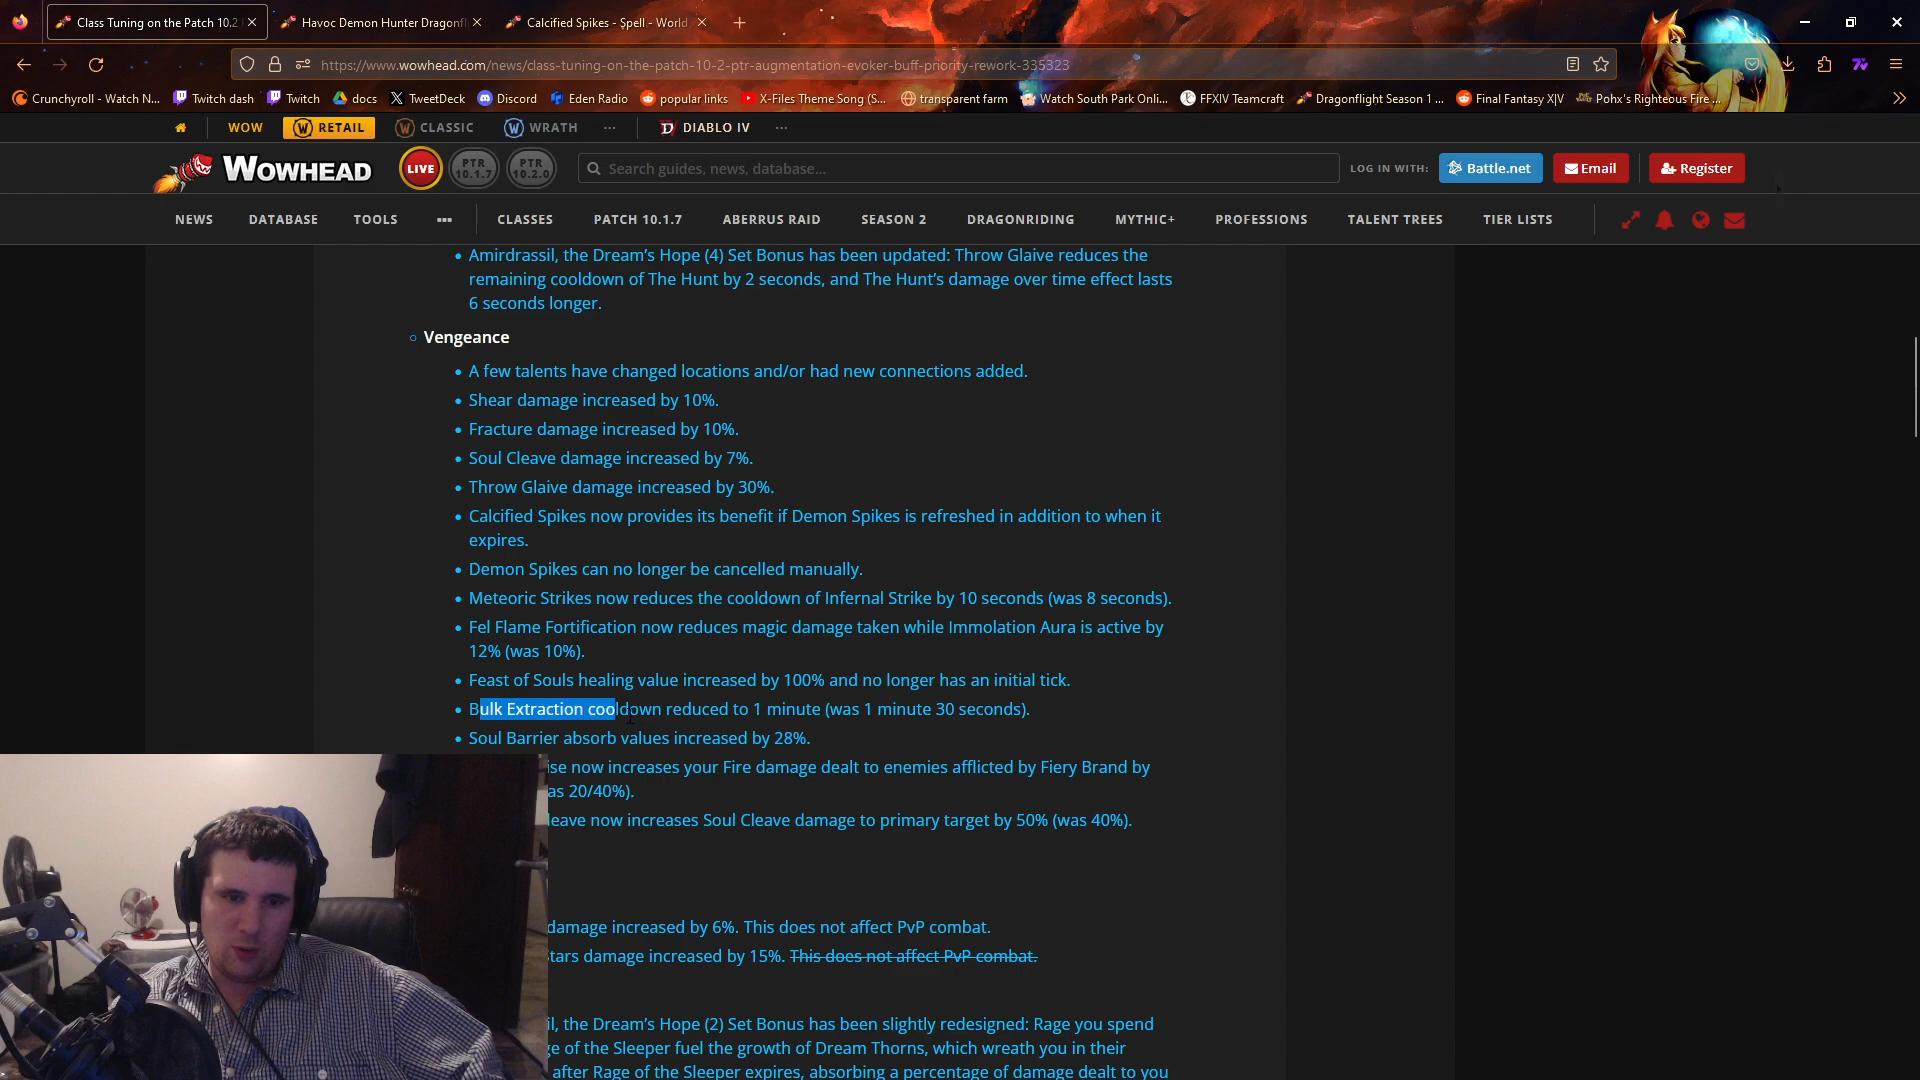 Class Tuning on the Patch 10.2
Havoc Demon Hunter Dragonfl
Calcified Spikes - Spell - World
https://www.wowhead.com/news/class-tuning-on-the-patch-10-2-ptr-augmentation-evoker-buff-priority-rework-335323
Crunchyroll - Watch N...
Twitch dash
Twitch
docs
TweetDeck
Discord
Eden Radio
popular links
X-Files Theme Song (S...
transparent farm
Watch South Park Onli...
FFXIV Teamcraft
Dragonflight Season 1 ...
Final Fantasy X|V
Pohx's Righteous Fire ...
WOW
RETAIL
CLASSIC
WRATH
...
DIABLO IV
...
WOWHEAD
LIVE
PTR
10.1.7
PTR
10.2.0
Search guides, news, database...
LOG IN WITH:
Battle.net
Email
Register
NEWS
DATABASE
TOOLS
...
CLASSES
PATCH 10.1.7
ABERRUS RAID
SEASON 2
DRAGONRIDING
MYTHIC+
PROFESSIONS
TALENT TREES
TIER LISTS
Amirdrassil, the Dream's Hope (4) Set Bonus has been updated: Throw Glaive reduces the
remaining cooldown of The Hunt by 2 seconds, and The Hunt's damage over time effect lasts
6 seconds longer.
Vengeance
A few talents have changed locations and/or had new connections added.
Shear damage increased by 10%.
Fracture damage increased by 10%.
Soul Cleave damage increased by 7%.
Throw Glaive damage increased by 30%.
Calcified Spikes now provides its benefit if Demon Spikes is refreshed in addition to when it
expires.
Demon Spikes can no longer be cancelled manually.
Meteoric Strikes now reduces the cooldown of Infernal Strike by 10 seconds (was 8 seconds).
Fel Flame Fortification now reduces magic damage taken while Immolation Aura is active by
12% (was 10%).
Feast of Souls healing value increased by 100% and no longer has an initial tick.
Bulk Extraction cooldown reduced to 1 minute (was 1 minute 30 seconds).
Soul Barrier absorb values increased by 28%.
ise now increases your Fire damage dealt to enemies afflicted by Fiery Brand by
as 20/40%).
leave now increases Soul Cleave damage to primary target by 50% (was 40%).
damage increased by 6%. This does not affect PvP combat.
tars damage increased by 15%. This does not affect PvP combat.
il, the Dream's Hope (2) Set Bonus has been slightly redesigned: Rage you spend
ge of the Sleeper fuel the growth of Dream Thorns, which wreath you in their
after Rage of the Sleeper expires, absorbing a percentage of damage dealt to you